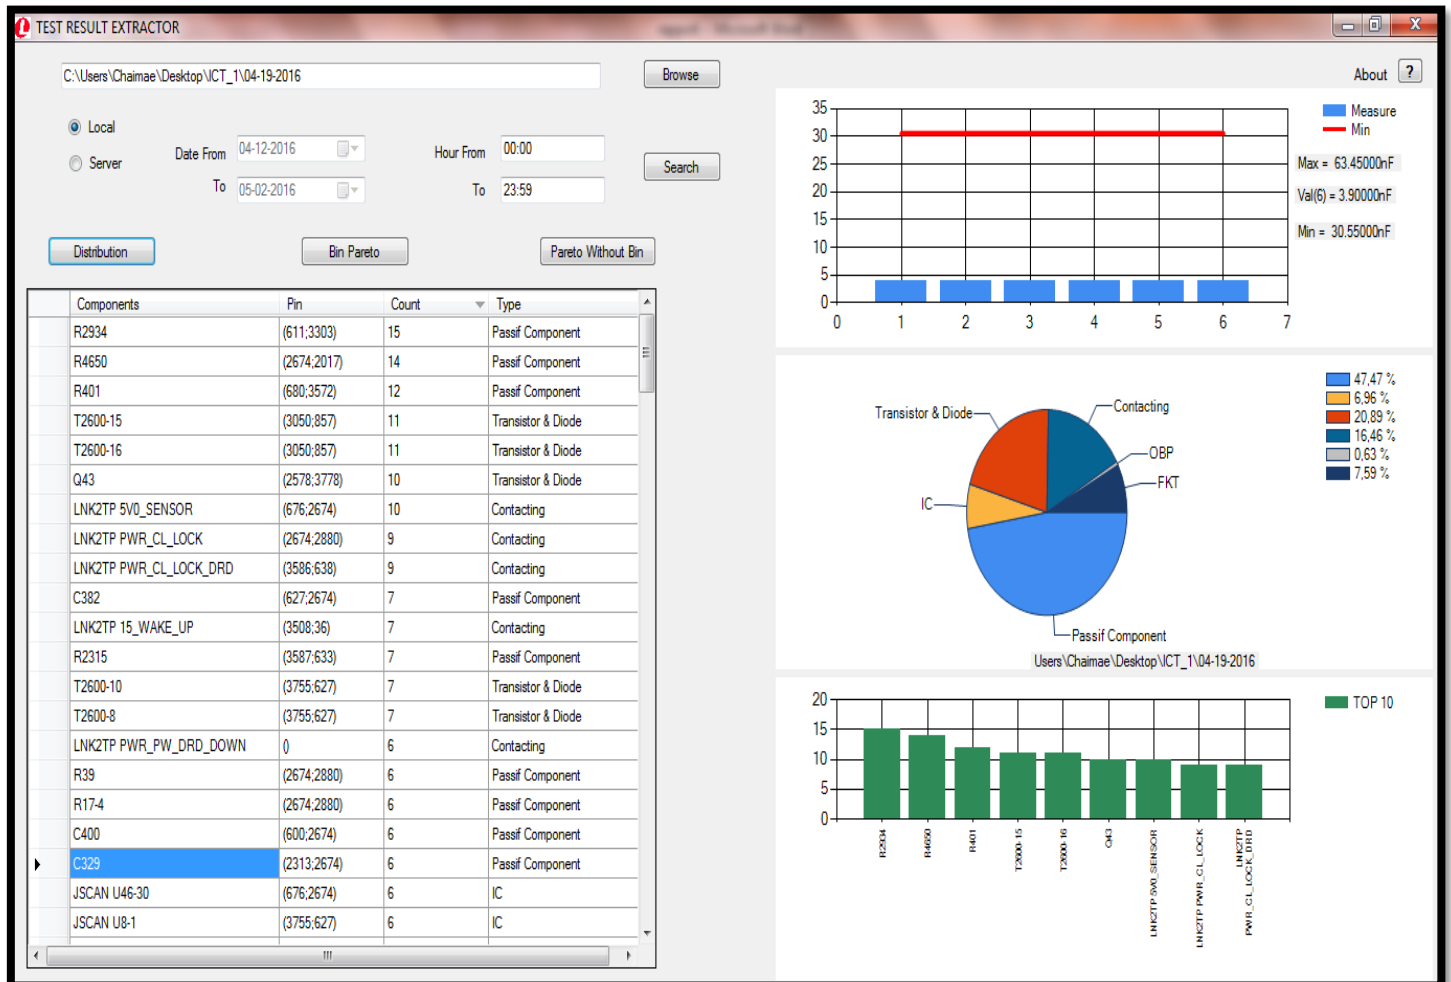 TEST RESULT EXTRACTOR
C:\Users\Chaimae\Desktop\ICT_1\04-19-2016
Browse
Local
Server
Date From 04-12-2016
To 05-02-2016
Hour From 00:00
To 23:59
Search
Distribution
Bin Pareto
Pareto Without Bin
Components Pin Count Type
R2934 (611;3303) 15 Passif Component
R4650 (2674;2017) 14 Passif Component
R401 (680;3572) 12 Passif Component
T2600-15 (3050;857) 11 Transistor & Diode
T2600-16 (3050;857) 11 Transistor & Diode
Q43 (2578;3778) 10 Transistor & Diode
LNK2TP 5V0_SENSOR (676;2674) 10 Contacting
LNK2TP PWR_CL_LOCK (2674;2880) 9 Contacting
LNK2TP PWR_CL_LOCK_DRD (3586;638) 9 Contacting
C382 (627;2674) 7 Passif Component
LNK2TP 15_WAKE_UP (3508;36) 7 Contacting
R2315 (3587;633) 7 Passif Component
T2600-10 (3755;627) 7 Transistor & Diode
T2600-8 (3755;627) 7 Transistor & Diode
LNK2TP PWR_PW_DRD_DOWN () 6 Contacting
R39 (2674;2880) 6 Passif Component
R17-4 (2674;2880) 6 Passif Component
C400 (600;2674) 6 Passif Component
C329 (2313;2674) 6 Passif Component
JSCAN U46-30 (676;2674) 6 IC
JSCAN U8-1 (3755;627) 6 IC
About ?
35
30
25
20
15
10
5
0
0 1 2 3 4 5 6 7
Measure
Min
Max = 63.45000nF
Val(6) = 3.90000nF
Min = 30.55000nF
Transistor & Diode
Contacting
OBP
FKT
IC
Passif Component
47,47 %
6,96 %
20,89 %
16,46 %
0,63 %
7,59 %
Users\Chaimae\Desktop\ICT_1\04-19-2016
20
15
10
5
0
TOP 10
R2934
R4650
R401
T2600-15
T2600-16
Q43
LNK2TP 5V0_SENSOR
LNK2TP PWR_CL_LOCK
LNK2TP
PWR_CL_LOCK_DRD